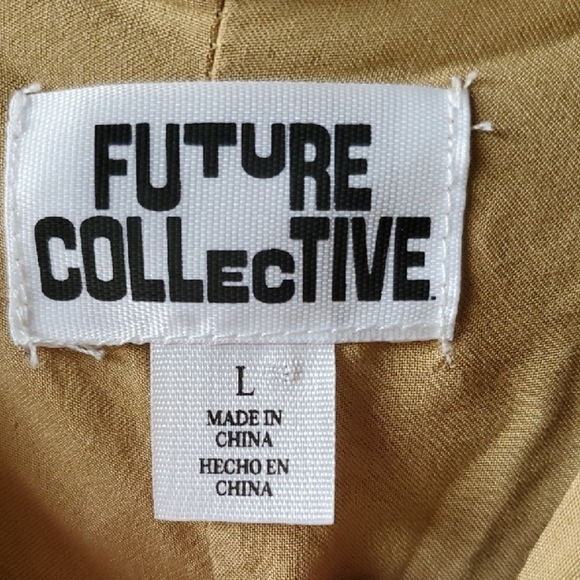 FUTURE
COLLECTIVE.
L
MADE IN
CHINA
HECHO EN
CHINA